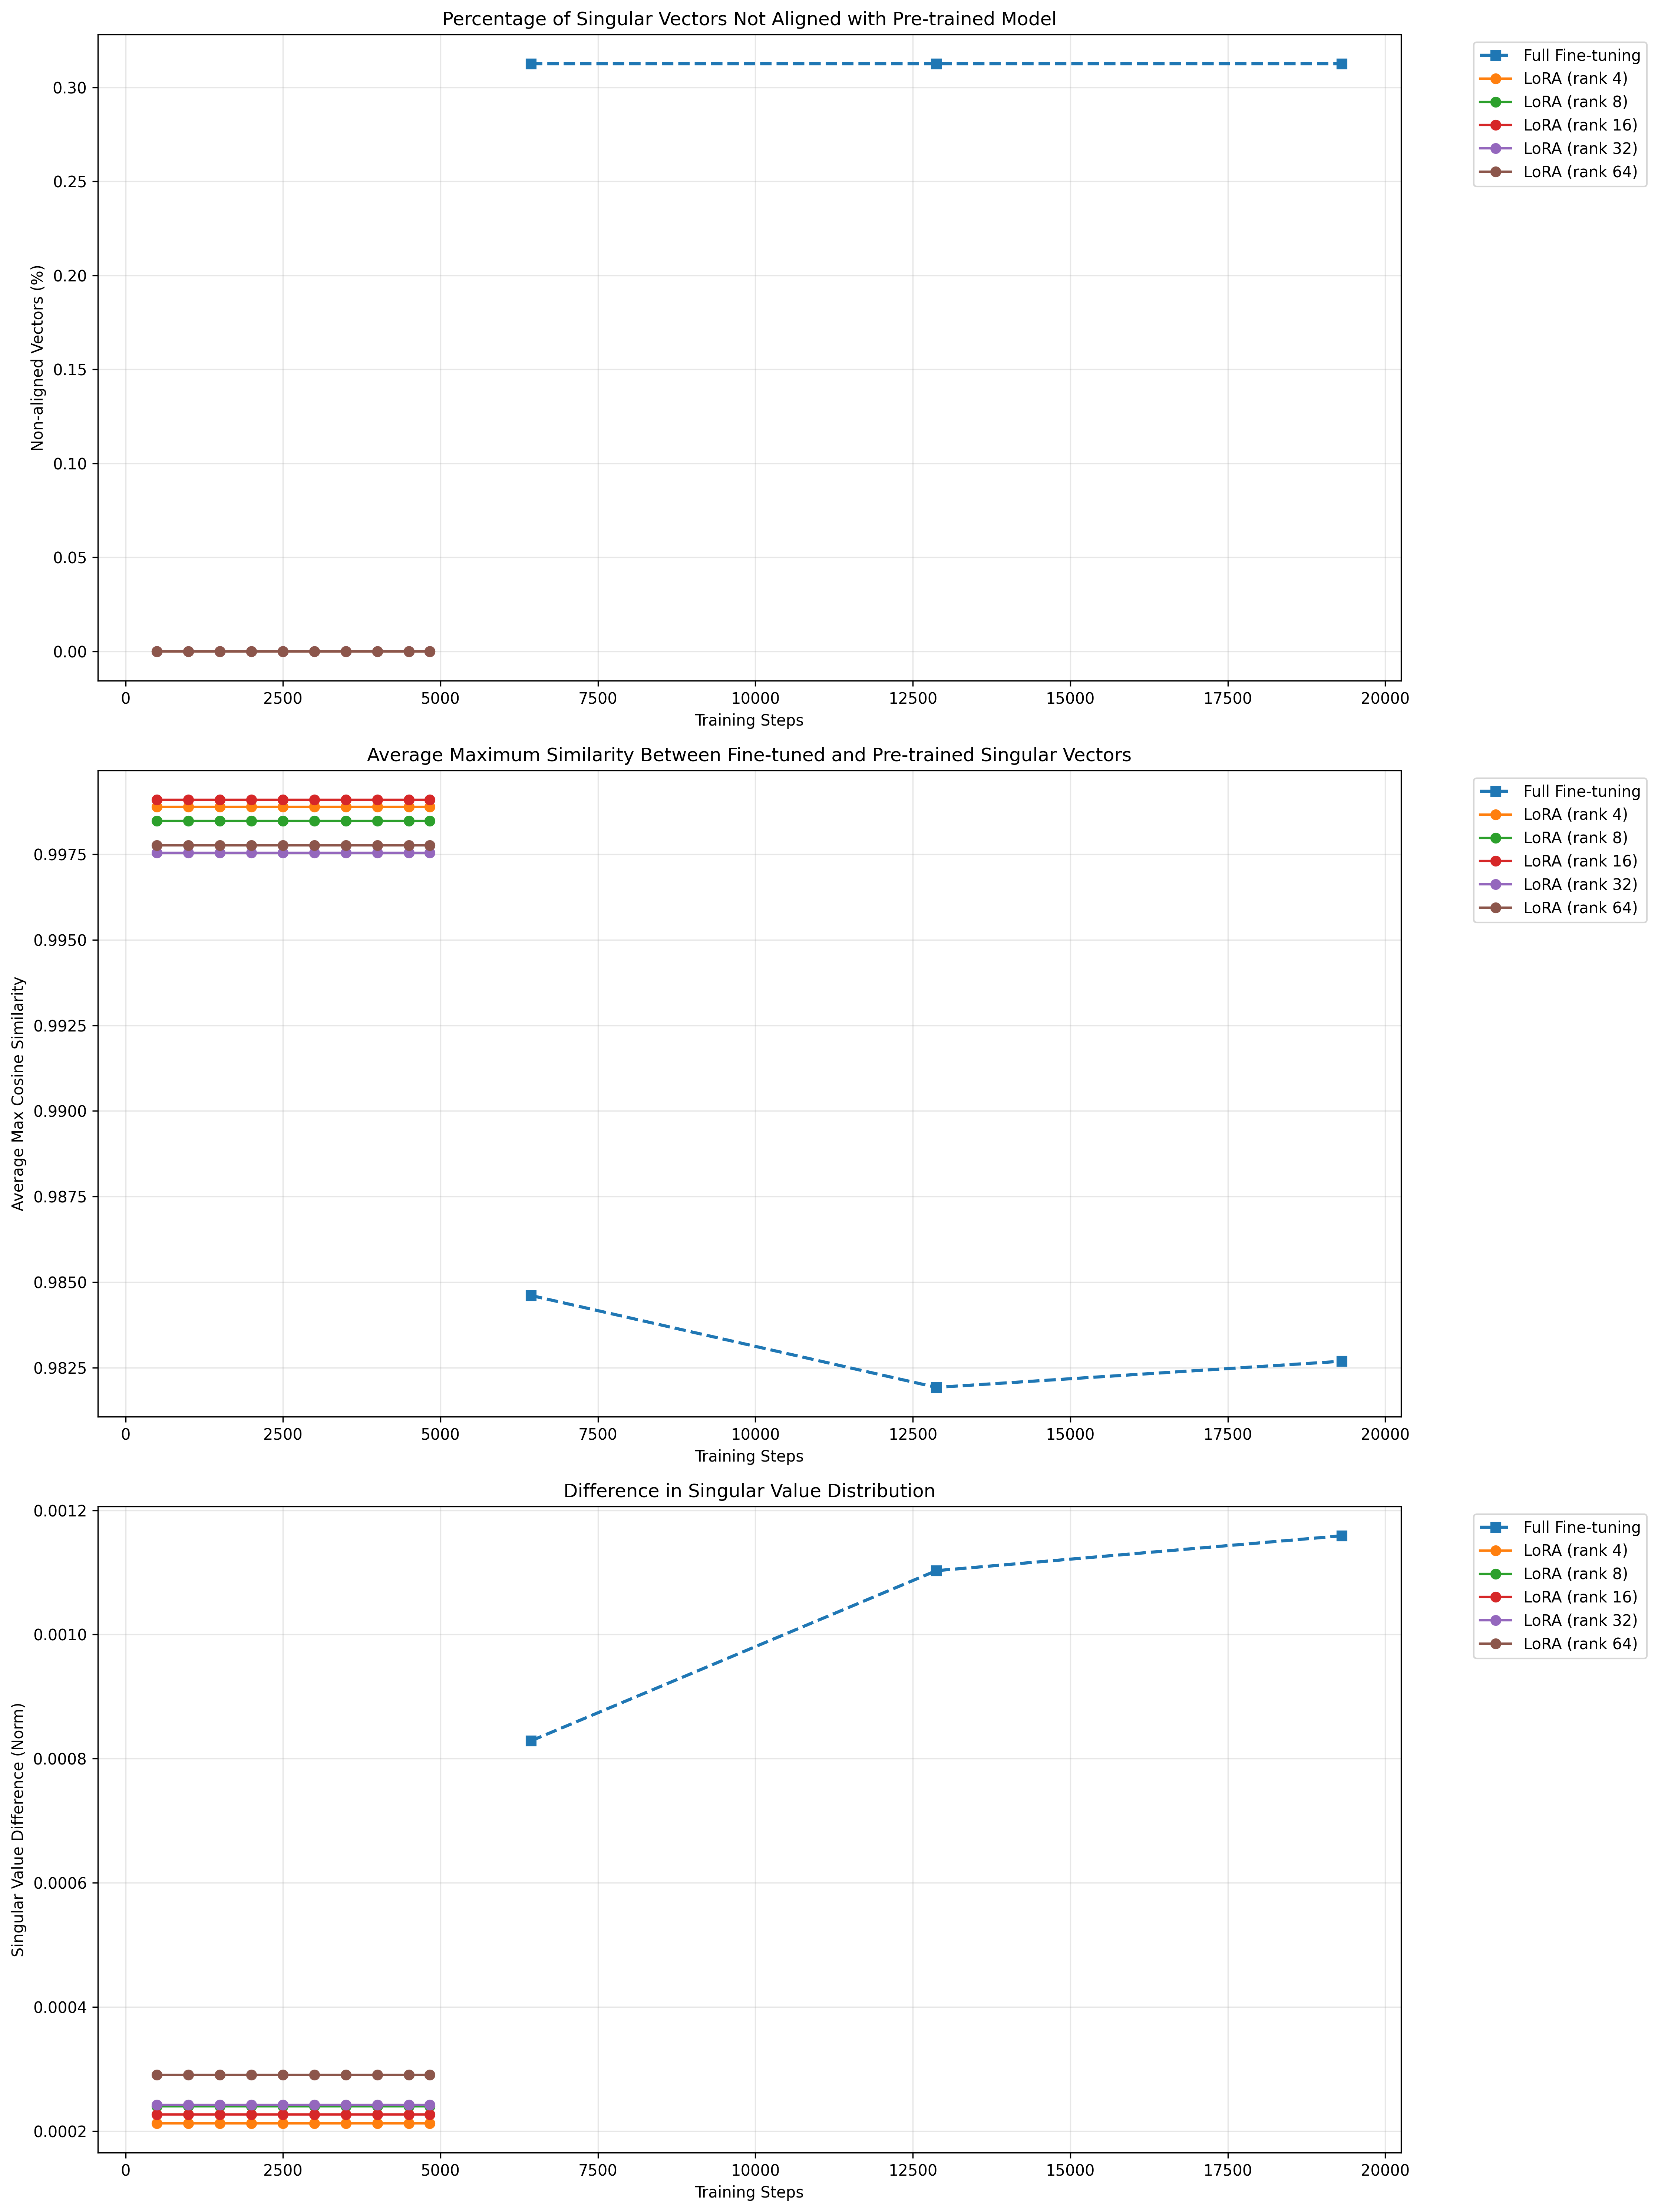 Percentage of Singular Vectors Not Aligned with Pre-trained Model
Non-aligned Vectors (%)
0.30
0.25
0.20
0.15
0.10
0.05
0.00
0 2500 5000 7500 10000 12500 15000 17500 20000
Training Steps
Full Fine-tuning
LoRA (rank 4)
LoRA (rank 8)
LoRA (rank 16)
LoRA (rank 32)
LoRA (rank 64)
Average Maximum Similarity Between Fine-tuned and Pre-trained Singular Vectors
Average Max Cosine Similarity
0.9975
0.9950
0.9925
0.9900
0.9875
0.9850
0.9825
0 2500 5000 7500 10000 12500 15000 17500 20000
Training Steps
Full Fine-tuning
LoRA (rank 4)
LoRA (rank 8)
LoRA (rank 16)
LoRA (rank 32)
LoRA (rank 64)
Difference in Singular Value Distribution
Singular Value Difference (Norm)
0.0012
0.0010
0.0008
0.0006
0.0004
0.0002
0 2500 5000 7500 10000 12500 15000 17500 20000
Training Steps
Full Fine-tuning
LoRA (rank 4)
LoRA (rank 8)
LoRA (rank 16)
LoRA (rank 32)
LoRA (rank 64)